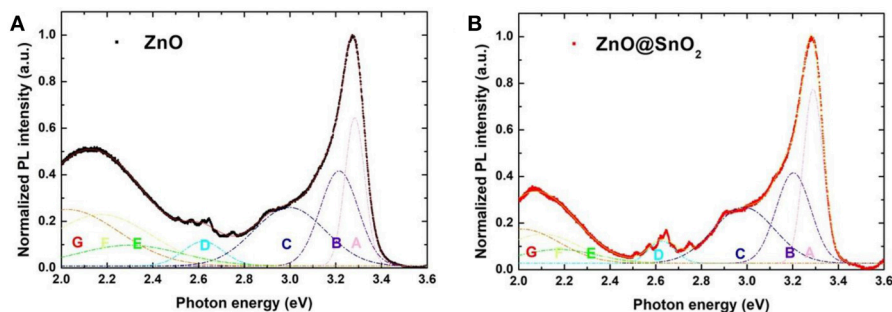 A
ZnO
Normalized PL intensity (a.u.)
1.0
0.8
0.6
0.4
0.2
0.0
G
F
E
D
C
B
A
2.0 2.2 2.4 2.6 2.8 3.0 3.2 3.4 3.6
Photon energy (eV)
B
ZnO@SnO₂
Normalized PL intensity (a.u.)
1.0
0.8
0.6
0.4
0.2
0.0
G
F
E
D
C
B
A
2.0 2.2 2.4 2.6 2.8 3.0 3.2 3.4 3.6
Photon energy (eV)